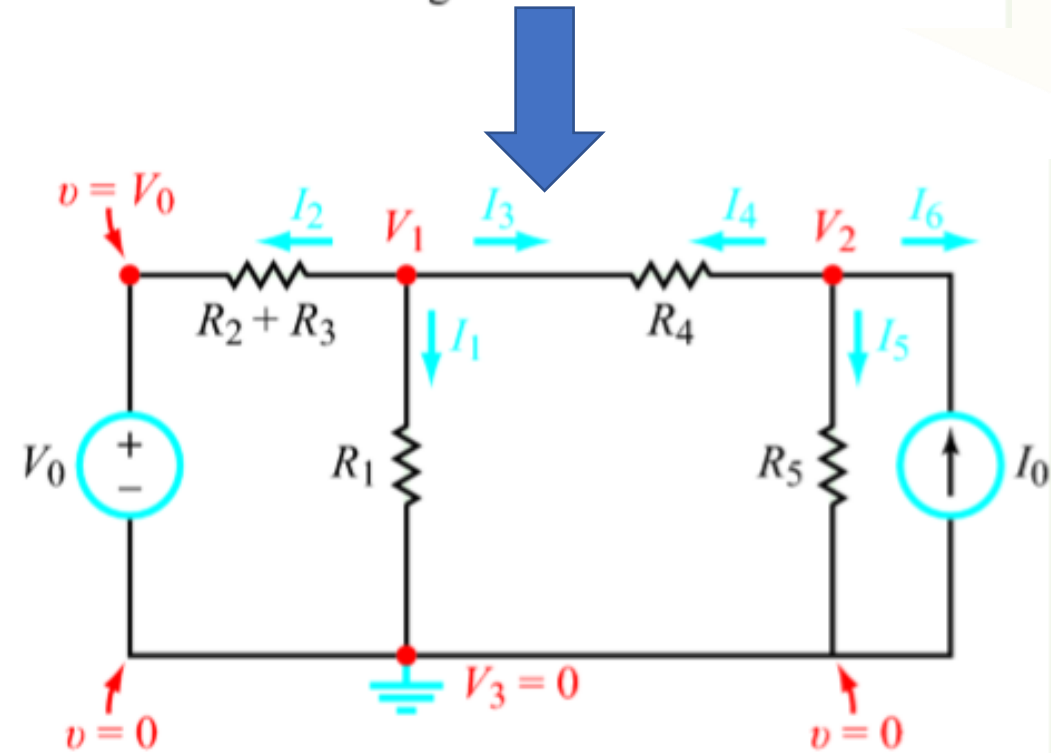 v = V₀
I₂
V₁
I₃
I₄
V₂
I₆
R₂ + R₃
I₁
R₄
I₅
V₀
+
−
R₁
R₅
I₀
V₃ = 0
v = 0
v = 0